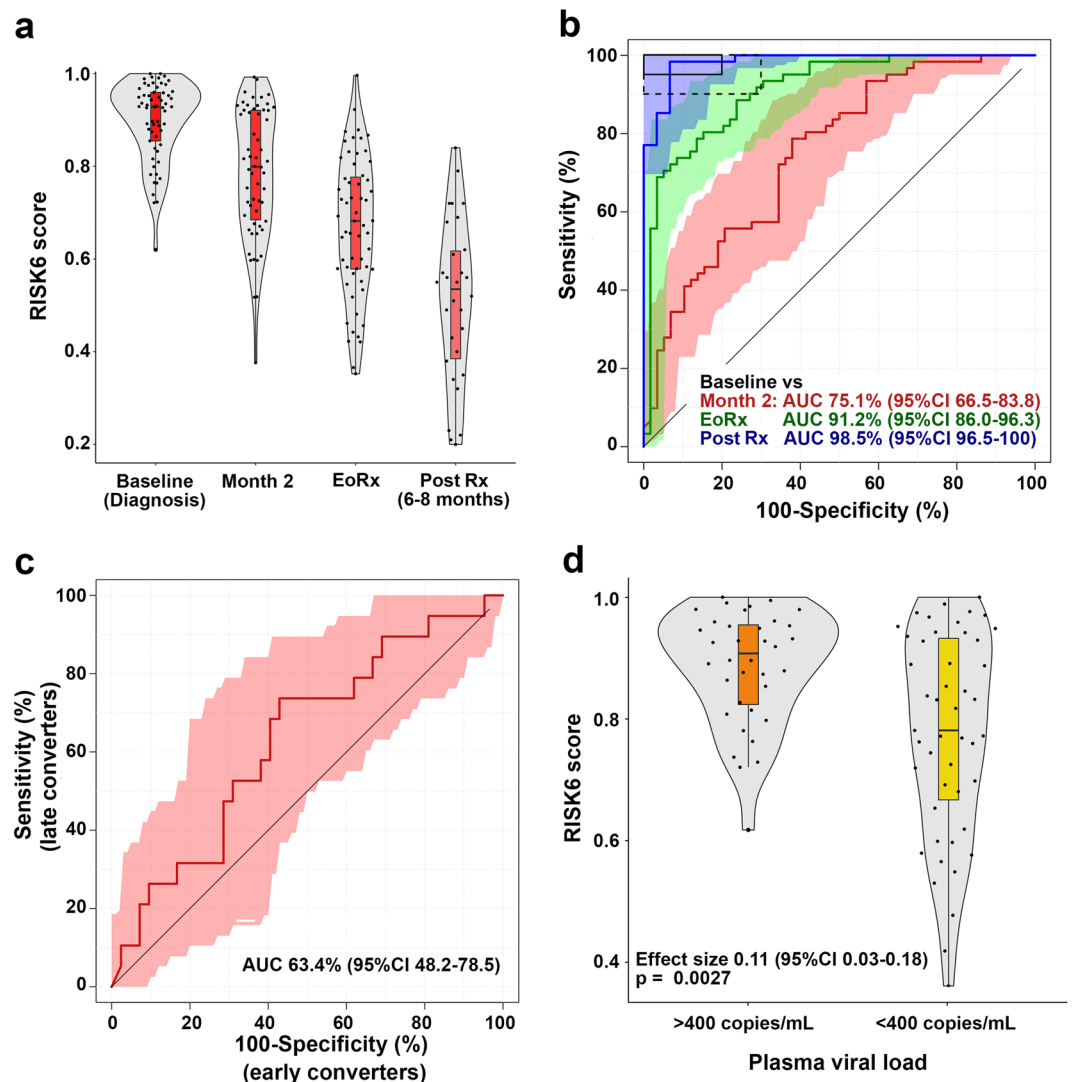 a
1.0
0.8
0.6
0.4
0.2
RISK6 score
Baseline
(Diagnosis)
Month 2
EoRx
Post Rx
(6-8 months)
b
100
80
60
40
20
0
Sensitivity (%)
Baseline vs
Month 2: AUC 75.1% (95%CI 66.5-83.8)
EoRx AUC 91.2% (95%CI 86.0-96.3)
Post Rx AUC 98.5% (95%CI 96.5-100)
0 20 40 60 80 100
100-Specificity (%)
c
100
80
60
40
20
0
Sensitivity (%)
(late converters)
AUC 63.4% (95%CI 48.2-78.5)
0 20 40 60 80 100
100-Specificity (%)
(early converters)
d
1.0
0.8
0.6
0.4
RISK6 score
Effect size 0.11 (95%CI 0.03-0.18)
p = 0.0027
>400 copies/mL
<400 copies/mL
Plasma viral load